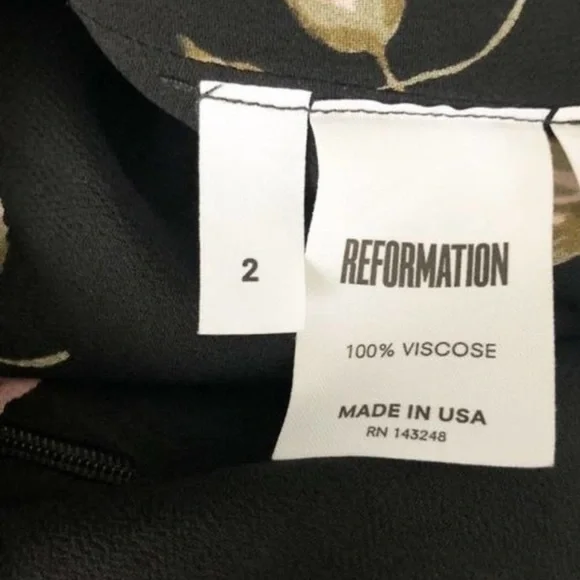 2
REFORMATION
100% VISCOSE
MADE IN USA
RN 143248